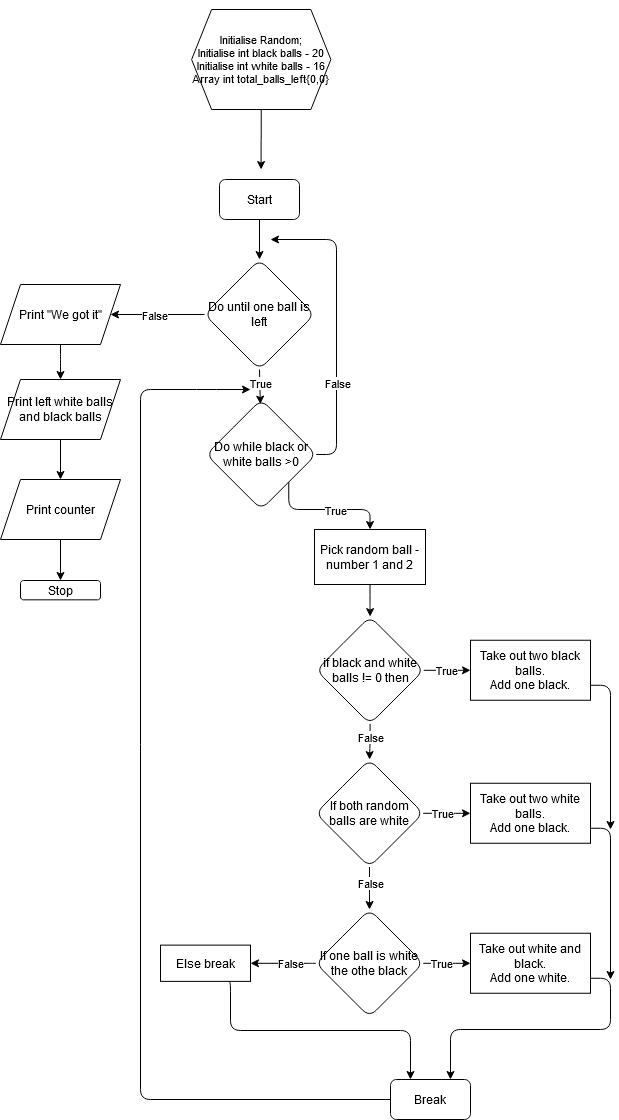 Initialise Random;
Initialise int black balls - 20
Initialise int white balls - 16
Array int total_balls_left{0,0}
Start
Do until one ball is
left
False
Print "We got it"
True
Print left white balls
and black balls
False
Do while black or
white balls >0
Print counter
True
Pick random ball -
number 1 and 2
Stop
if black and white
balls != 0 then
True
Take out two black
balls.
Add one black.
False
If both random
balls are white
True
Take out two white
balls.
Add one black.
False
If one ball is white
the othe black
True
Take out white and
black.
Add one white.
False
Else break
Break